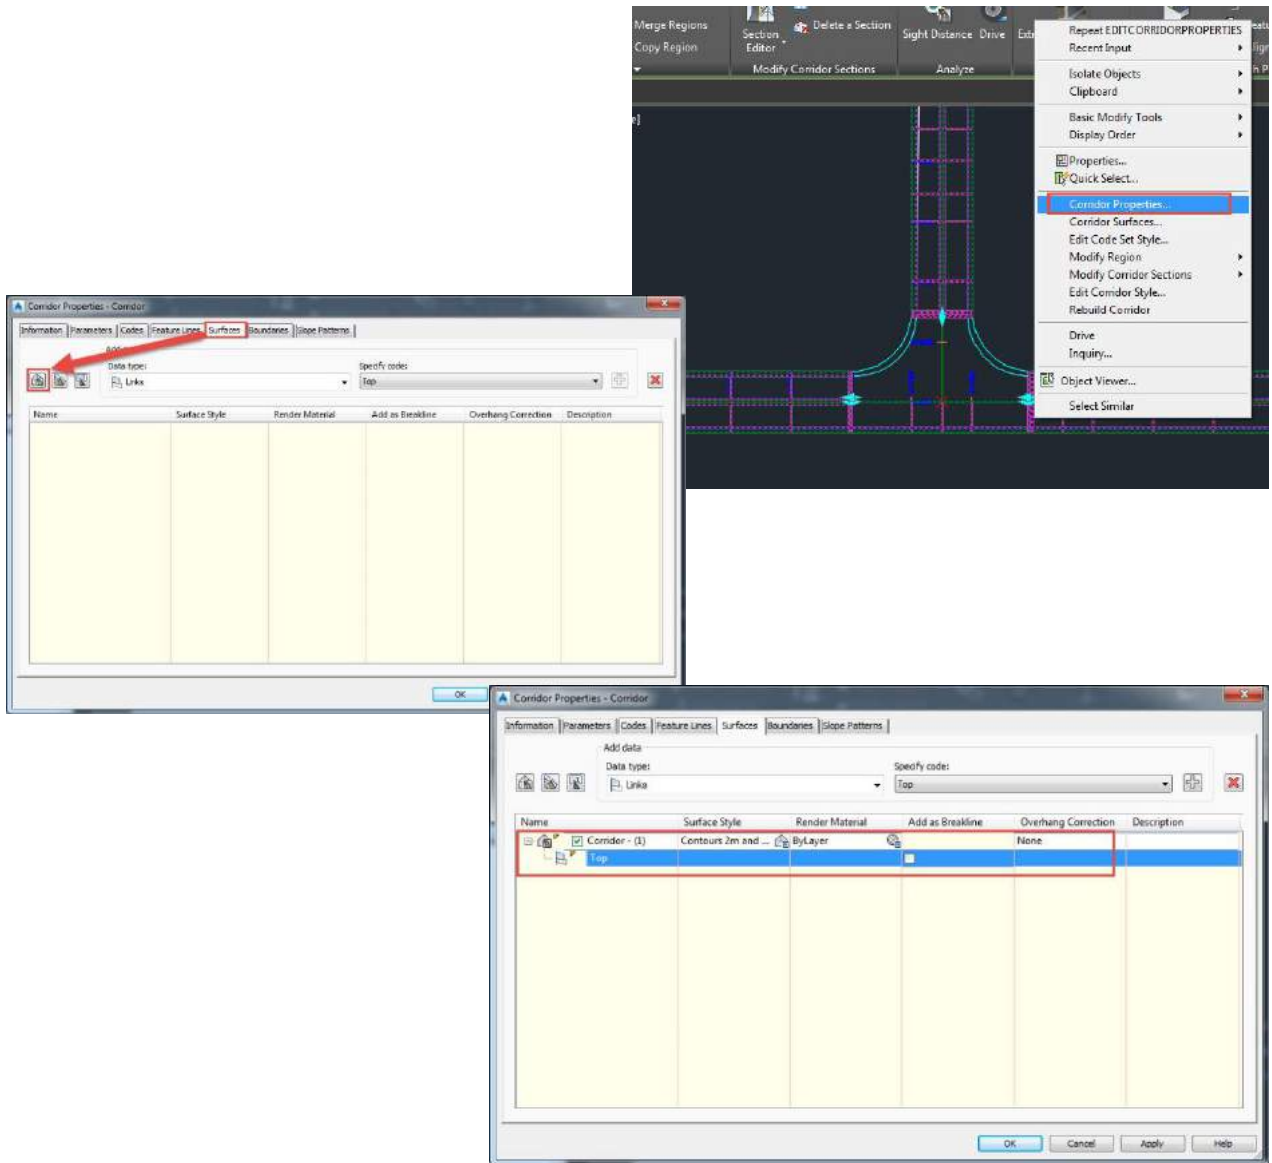 Merge Regions
Copy Region
Section
Editor
Delete a Section
Sight Distance Drive
Modify Corridor Sections
Analyze
Repeat EDITCORRIDORPROPERTIES
Recent Input
Isolate Objects
Clipboard
Basic Modify Tools
Display Order
Properties...
Quick Select...
Corridor Properties...
Corridor Surfaces...
Edit Code Set Style...
Modify Region
Modify Corridor Sections
Edit Corridor Style...
Rebuild Corridor
Drive
Inquiry...
Object Viewer...
Select Similar
Corridor Properties - Corridor
Information Parameters Codes Feature Lines Surfaces Boundaries Slope Patterns
Data type: Specify code:
Links Top
Name Surface Style Render Material Add as Breakline Overhang Correction Description
OK
Corridor Properties - Corridor
Information Parameters Codes Feature Lines Surfaces Boundaries Slope Patterns
Add data
Data type: Specify code:
Links Top
Name Surface Style Render Material Add as Breakline Overhang Correction Description
Corridor - (1) Contours 2m and ... ByLayer None
Top
OK Cancel Apply Help